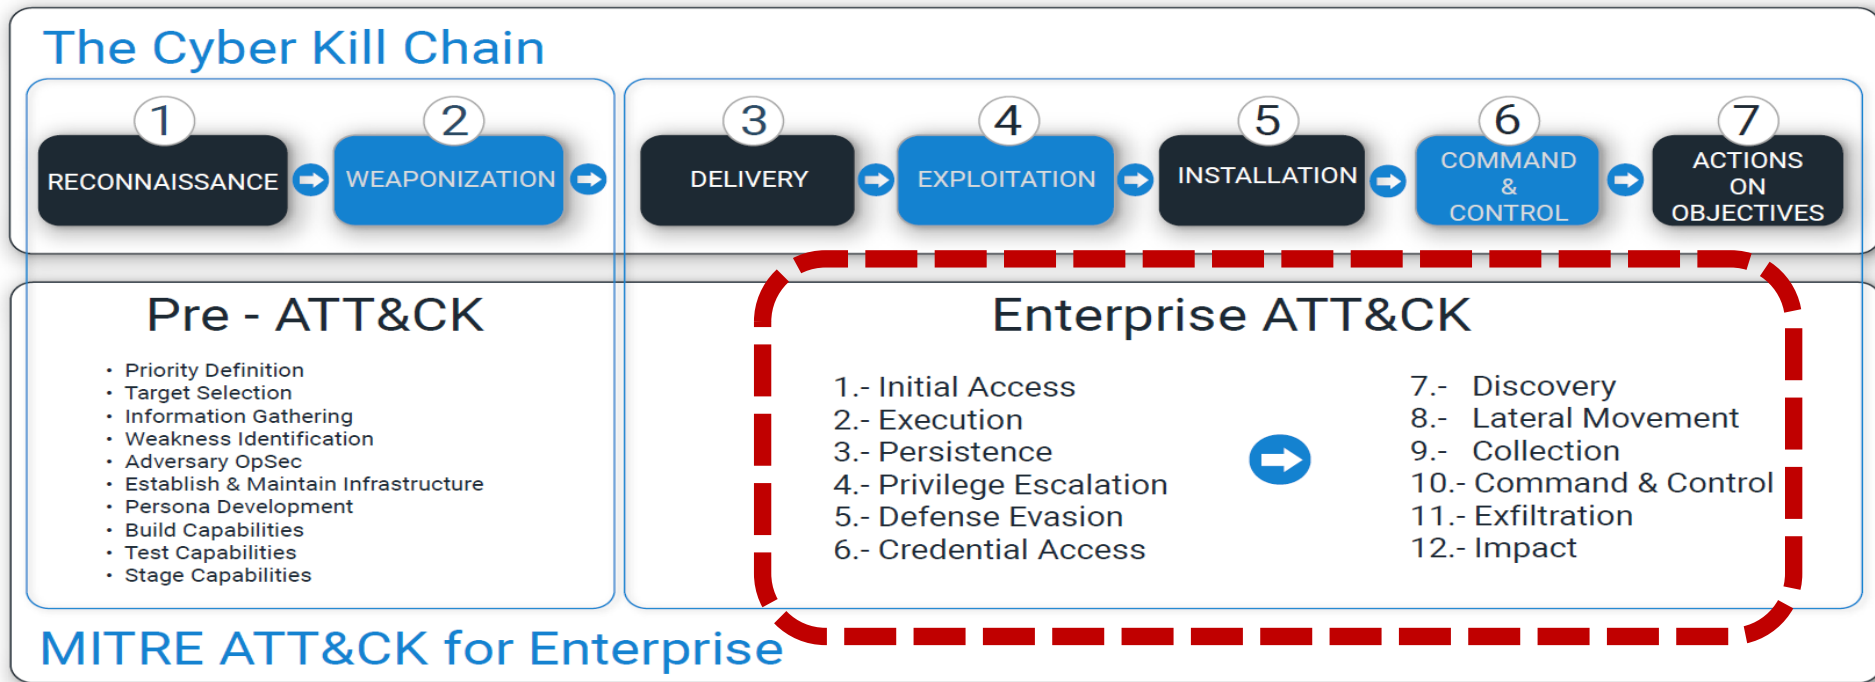 The Cyber Kill Chain
1
RECONNAISSANCE
2
WEAPONIZATION
3
DELIVERY
4
EXPLOITATION
5
INSTALLATION
6
COMMAND
&
CONTROL
7
ACTIONS
ON
OBJECTIVES
Pre - ATT&CK
• Priority Definition
• Target Selection
• Information Gathering
• Weakness Identification
• Adversary OpSec
• Establish & Maintain Infrastructure
• Persona Development
• Build Capabilities
• Test Capabilities
• Stage Capabilities
Enterprise ATT&CK
1.- Initial Access
2.- Execution
3.- Persistence
4.- Privilege Escalation
5.- Defense Evasion
6.- Credential Access
7.- Discovery
8.- Lateral Movement
9.- Collection
10.- Command & Control
11.- Exfiltration
12.- Impact
MITRE ATT&CK for Enterprise